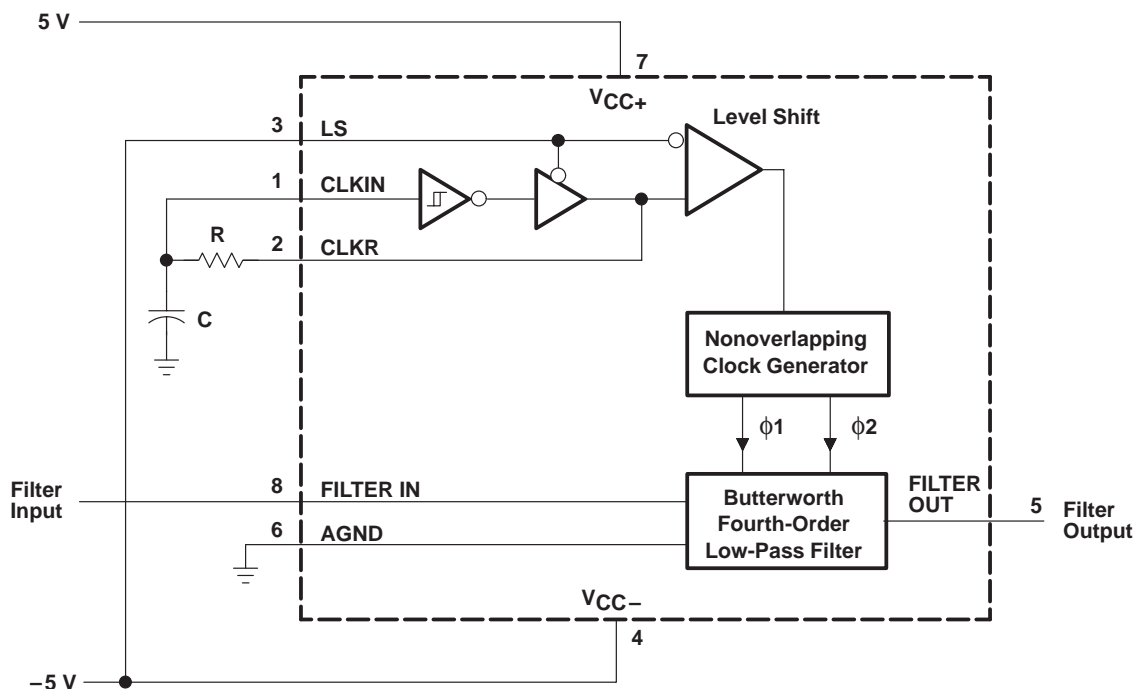 5 V
7
VCC+
Level Shift
3
LS
1
CLKIN
R
2
CLKR
C
Nonoverlapping
Clock Generator
ϕ1
ϕ2
Filter
Input
8
FILTER IN
6
AGND
Butterworth
Fourth-Order
Low-Pass Filter
FILTER
OUT
5
Filter
Output
VCC−
4
−5 V